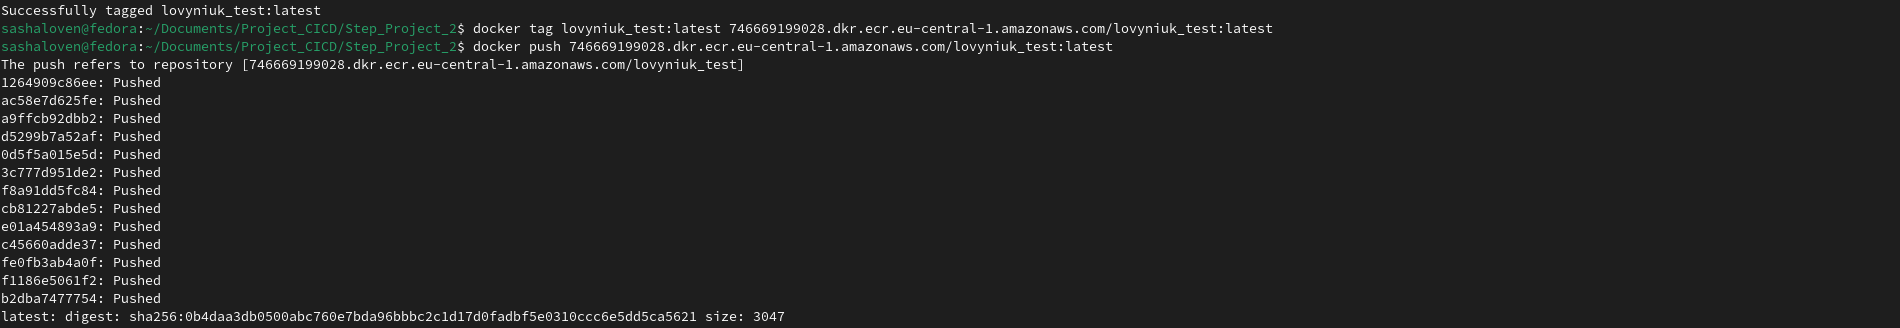 Successfully tagged lovyniuk_test:latest
sashaloven@fedora:~/Documents/Project_CICD/Step_Project_2$ docker tag lovyniuk_test:latest 746669199028.dkr.ecr.eu-central-1.amazonaws.com/lovyniuk_test:latest
sashaloven@fedora:~/Documents/Project_CICD/Step_Project_2$ docker push 746669199028.dkr.ecr.eu-central-1.amazonaws.com/lovyniuk_test:latest
The push refers to repository [746669199028.dkr.ecr.eu-central-1.amazonaws.com/lovyniuk_test]
1264909c86ee: Pushed
ac58e7d625fe: Pushed
a9ffcb92dbb2: Pushed
d5299b7a52af: Pushed
0d5f5a015e5d: Pushed
3c777d951de2: Pushed
f8a91dd5fc84: Pushed
cb81227abde5: Pushed
e01a454893a9: Pushed
c45660adde37: Pushed
fe0fb3ab4a0f: Pushed
f1186e5061f2: Pushed
b2dba7477754: Pushed
latest: digest: sha256:0b4daa3db0500abc760e7bda96bbbc2c1d17d0fadbf5e0310ccc6e5dd5ca5621 size: 3047